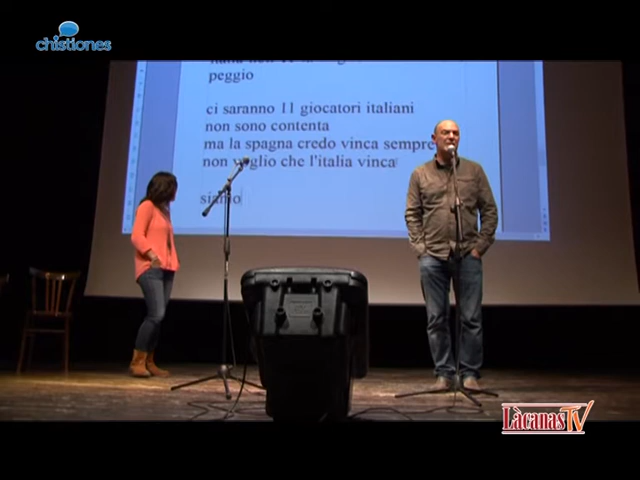 chistiones
peggio
ci saranno 11 giocatori italiani
non sono contenta
ma la spagna credo vinca sempre
non voglio che l'italia vinca
siamo
LàcanasTV